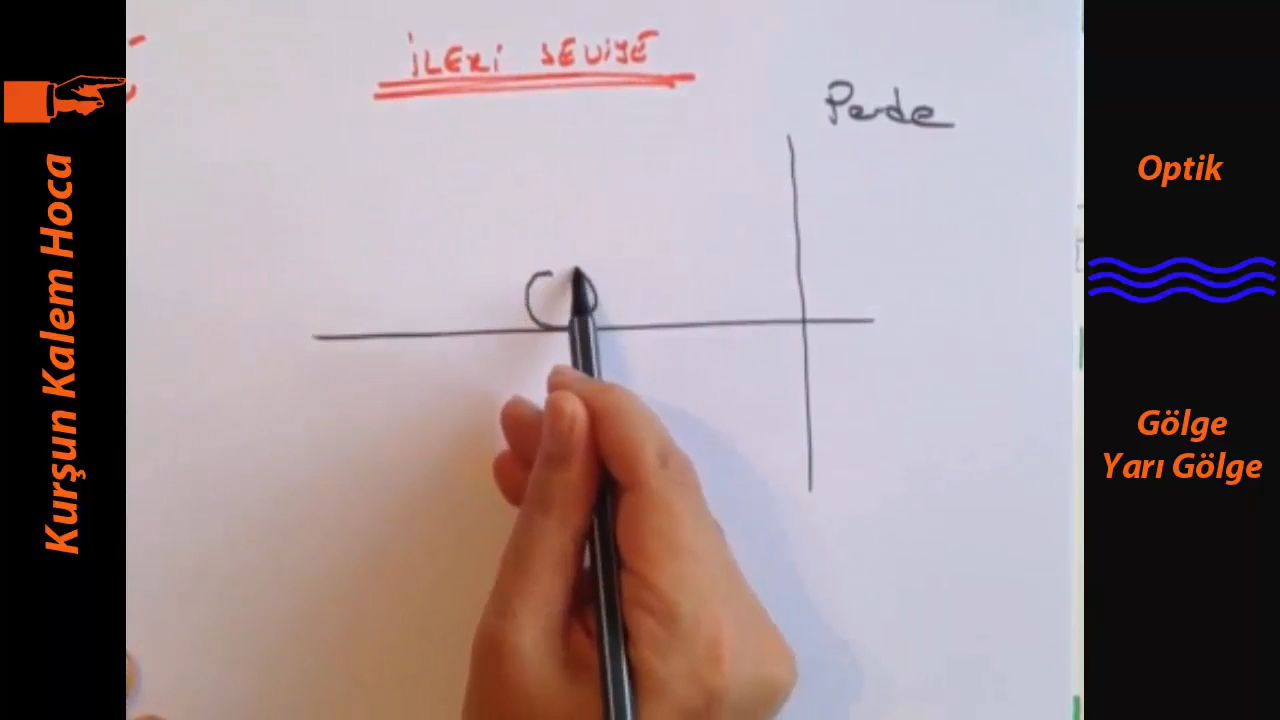 İLERİ SEVİYE
Perde
Kurşun Kalem Hoca
Optik
Gölge
Yarı Gölge